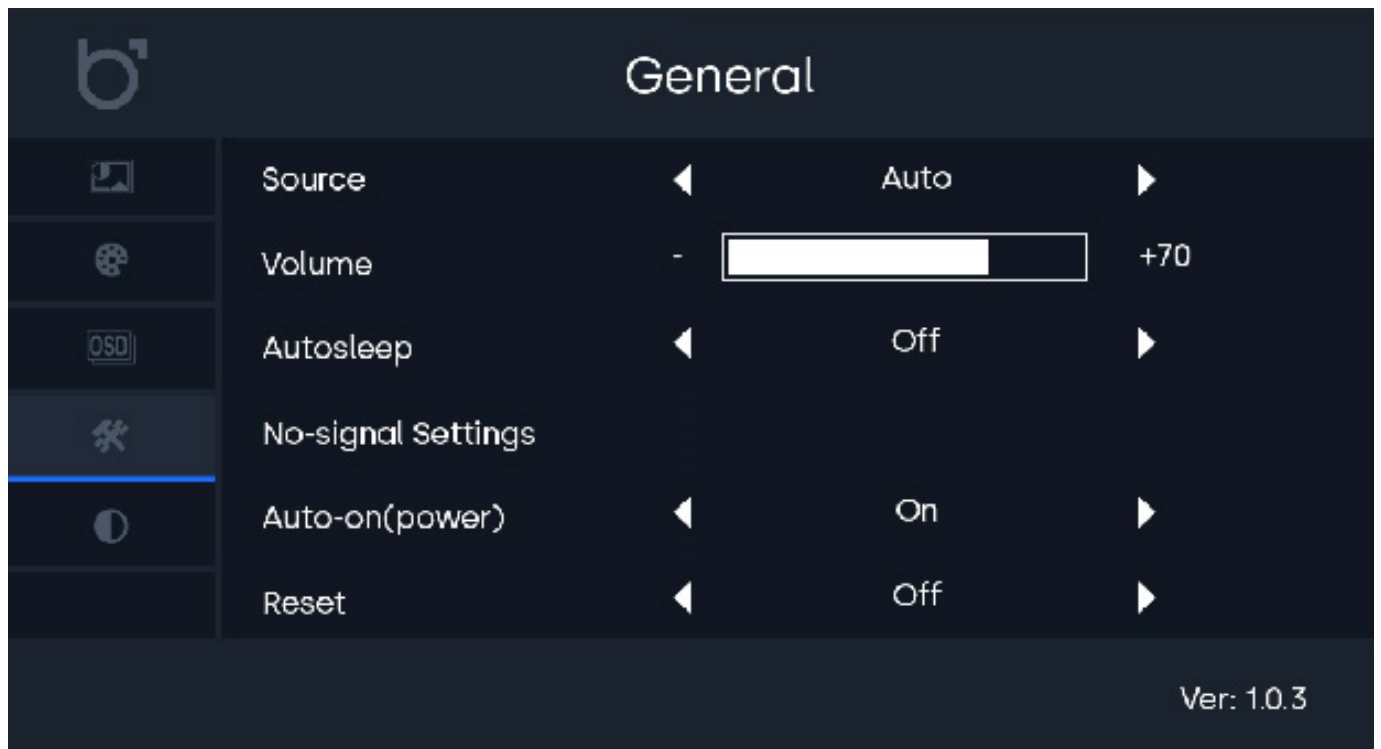 b
General
Source Auto
Volume - +70
OSD
Autosleep Off
No-signal Settings
Auto-on(power) On
Reset Off
Ver: 1.0.3